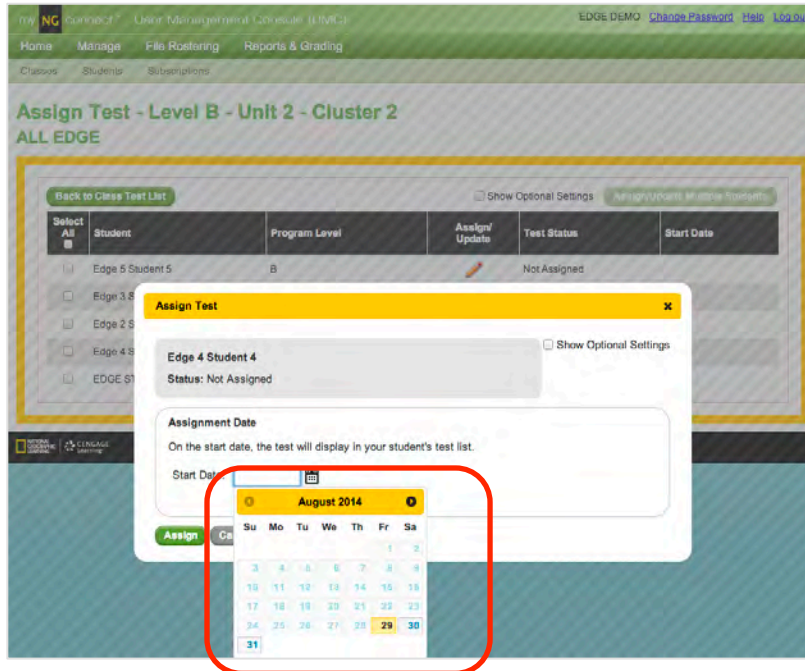 my NG connect User Management Console (UMC)
EDGE DEMO Change Password Help Log out
Home Manage File Rostering Reports & Grading
Classes Students Subscriptions
Assign Test - Level B - Unit 2 - Cluster 2
ALL EDGE
Back to Class Test List Show Optional Settings Assign/Update Multiple Students
Select All Student Program Level Assign/ Update Test Status Start Date
Edge 5 Student 5 B Not Assigned
Edge 3 S
Edge 2 S
Edge 4 S
EDGE ST
Assign Test
Edge 4 Student 4
Show Optional Settings
Status: Not Assigned
Assignment Date
On the start date, the test will display in your student's test list.
Start Date:
August 2014
Su Mo Tu We Th Fr Sa
1 2
3 4 5 6 7 8 9
10 11 12 13 14 15 16
17 18 19 20 21 22 23
24 25 26 27 28 29 30
31
Assign Ca
NATIONAL GEOGRAPHIC LEARNING CENGAGE Learning